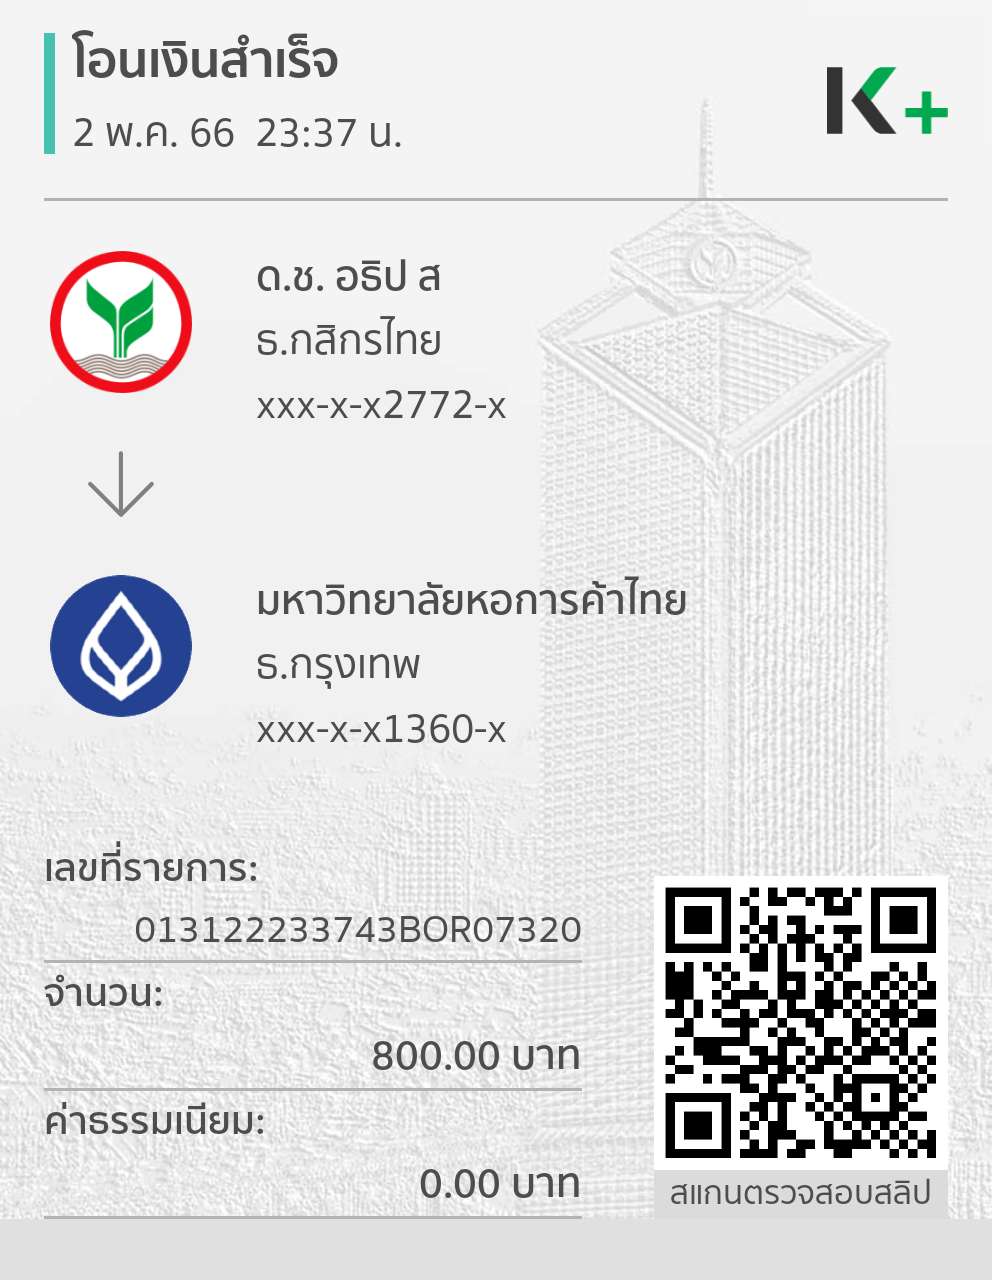 โอนเงินสำเร็จ
2 พ.ค. 66 23:37 น.
K+
ด.ช. อธิป ส
ธ.กสิกรไทย
xxx-x-x2772-x
มหาวิทยาลัยหอการค้าไทย
ธ.กรุงเทพ
xxx-x-x1360-x
เลขที่รายการ:
013122233743BOR07320
จำนวน:
800.00 บาท
ค่าธรรมเนียม:
0.00 บาท
สแกนตรวจสอบสลิป